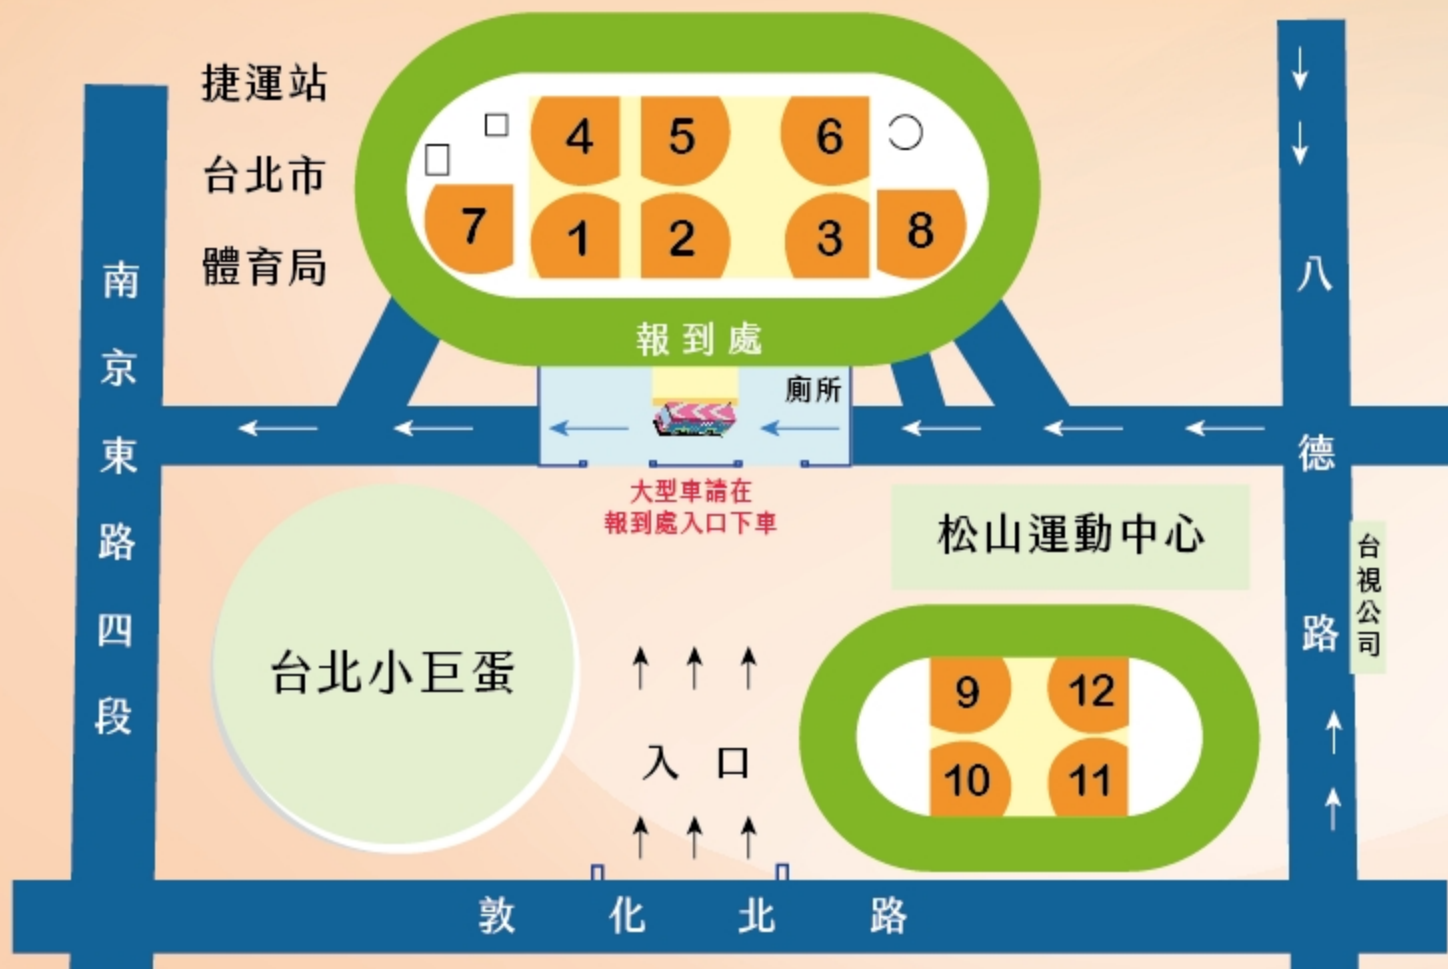 捷運站
台北市
體育局
4 5 6
7 1 2 3 8
報到處
廁所
大型車請在
報到處入口下車
南京東路四段
八德路
松山運動中心
台視公司
台北小巨蛋
入口
9 12
10 11
敦化北路